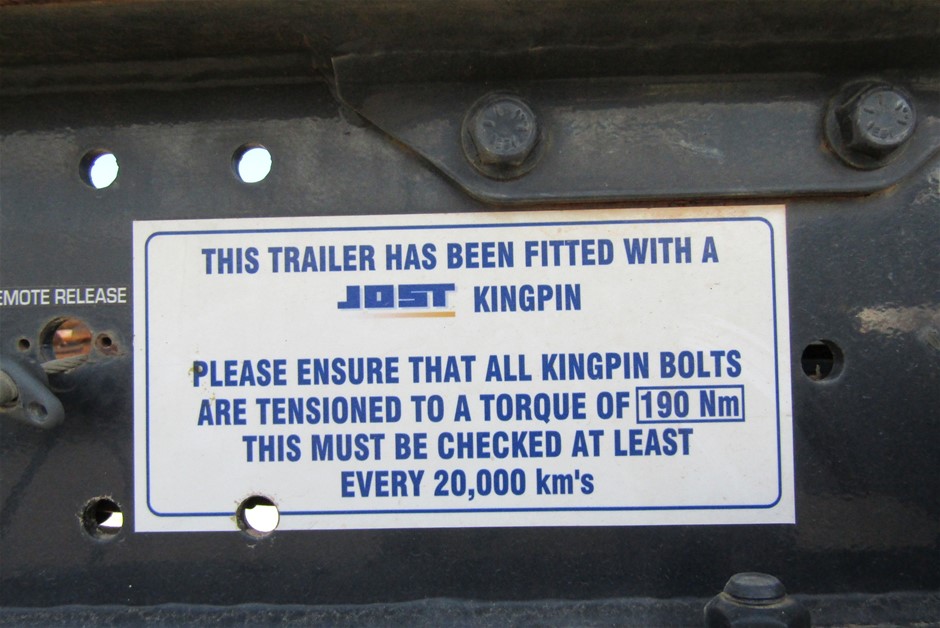 THIS TRAILER HAS BEEN FITTED WITH A
JOST KINGPIN
EMOTE RELEASE
PLEASE ENSURE THAT ALL KINGPIN BOLTS
ARE TENSIONED TO A TORQUE OF 190 Nm
THIS MUST BE CHECKED AT LEAST
EVERY 20,000 km's